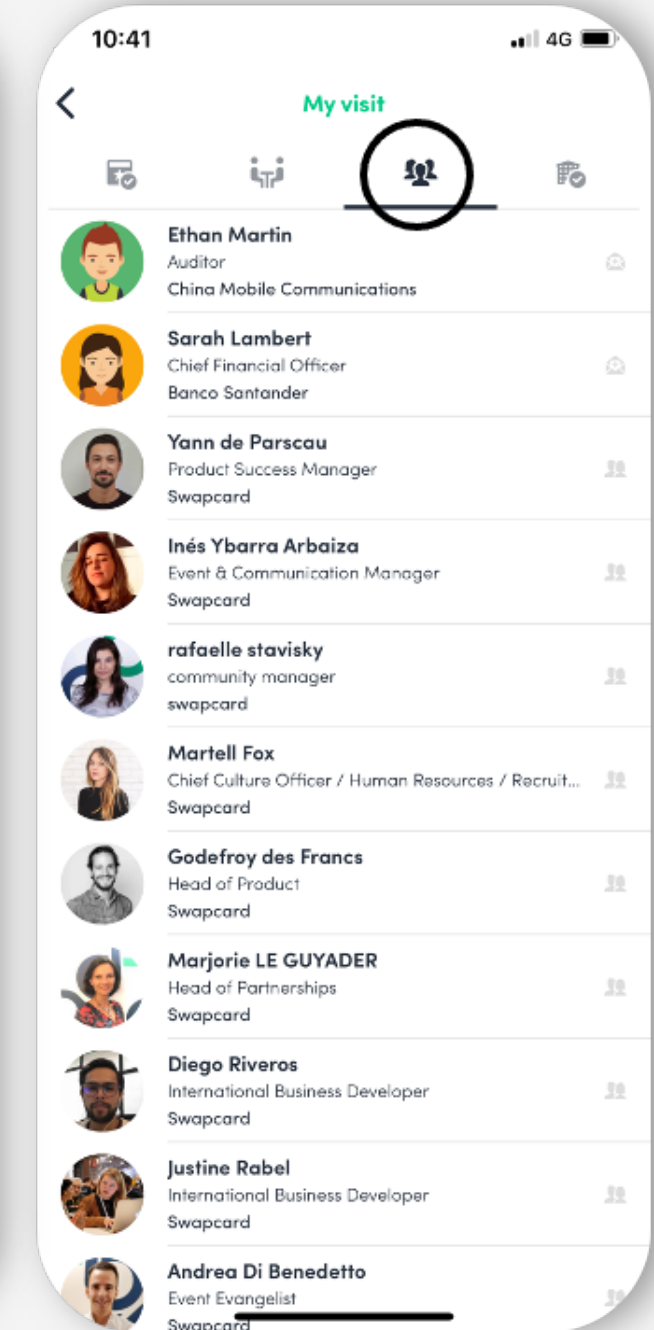 10:41
4G
My visit
Ethan Martin
Auditor
China Mobile Communications
Sarah Lambert
Chief Financial Officer
Banco Santander
Yann de Parscau
Product Success Manager
Swapcard
Inés Ybarra Arbaiza
Event & Communication Manager
Swapcard
rafaelle stavisky
community manager
swapcard
Martell Fox
Chief Culture Officer / Human Resources / Recruit...
Swapcard
Godefroy des Francs
Head of Product
Swapcard
Marjorie LE GUYADER
Head of Partnerships
Swapcard
Diego Riveros
International Business Developer
Swapcard
Justine Rabel
International Business Developer
Swapcard
Andrea Di Benedetto
Event Evangelist
Swapcard